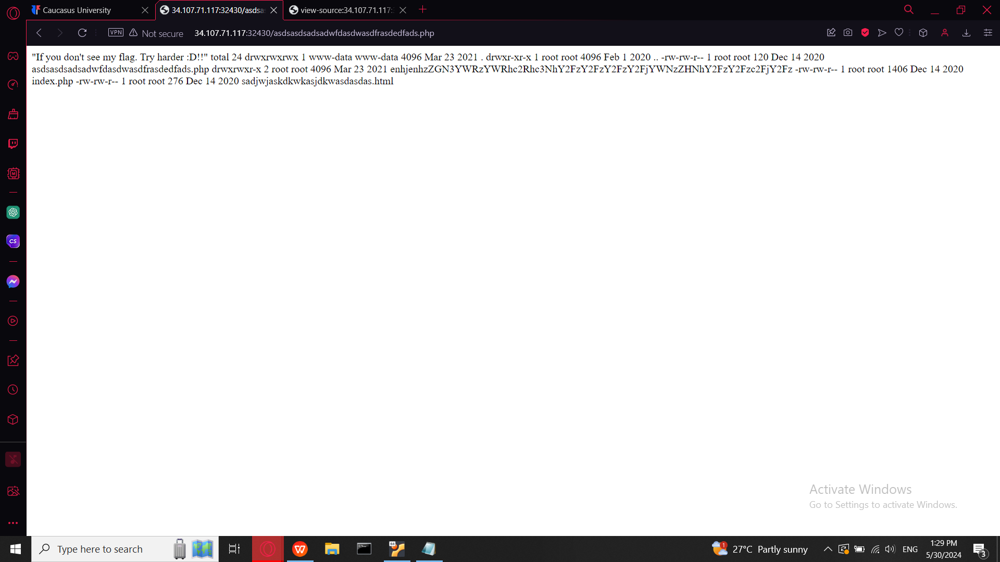 Caucasus University
34.107.71.117:32430/asdsa
view-source:34.107.71.117:
VPN
Not secure
34.107.71.117:32430/asdsasdsadsadwfdasdwasdfrasdedfads.php
"If you don't see my flag. Try harder :D!!" total 24 drwxrwxrwx 1 www-data www-data 4096 Mar 23 2021 . drwxr-xr-x 1 root root 4096 Feb 1 2020 .. -rw-rw-r-- 1 root root 120 Dec 14 2020
asdsasdsadsadwfdasdwasdfrasdedfads.php drwxrwxr-x 2 root root 4096 Mar 23 2021 enhjenhzZGN3YWRzYWRhc2Rhc3NhY2FzY2FzY2FzY2FjYWNzZHNhY2FzY2Fzc2FjY2Fz -rw-rw-r-- 1 root root 1406 Dec 14 2020
index.php -rw-rw-r-- 1 root root 276 Dec 14 2020 sadjwjaskdkwkasjdkwasdasdas.html
CS
Activate Windows
Go to Settings to activate Windows.
Type here to search
W
64
1
27°C Partly sunny
ENG
1:29 PM
5/30/2024
3